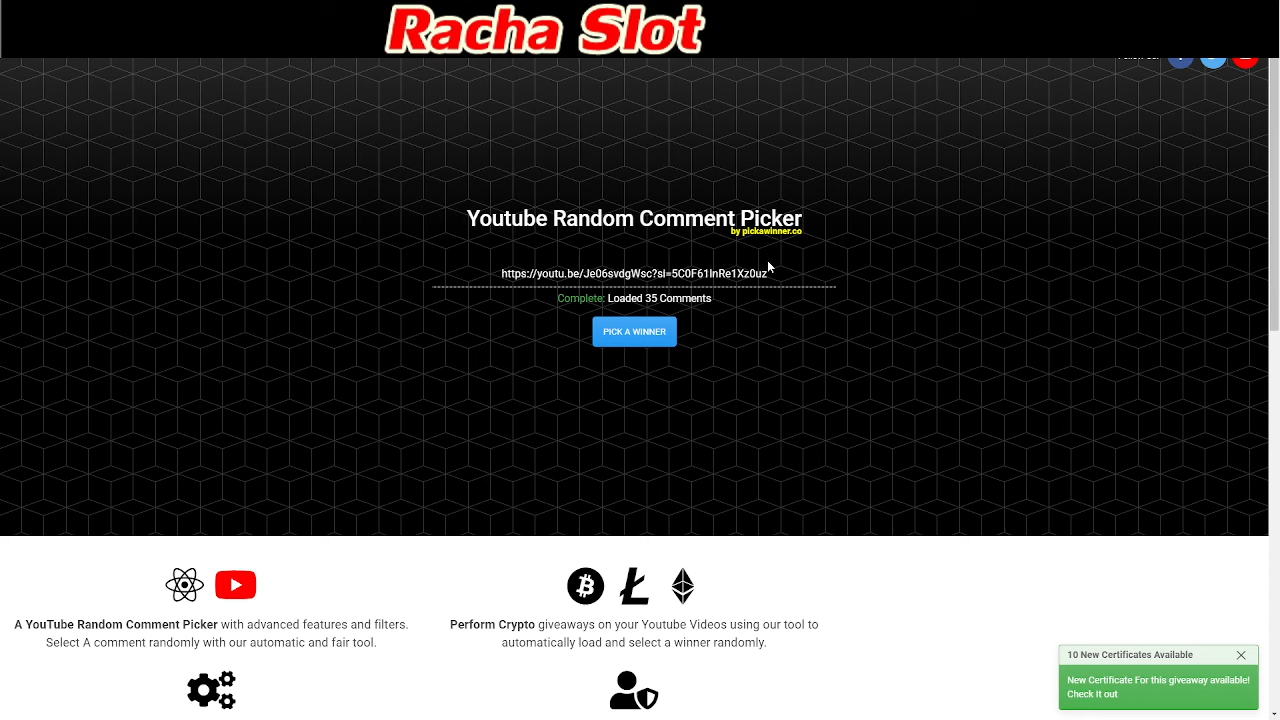 Racha Slot
Youtube Random Comment Picker
by pickawinner.co
https://youtu.be/Je06svdgWsc?si=5C0F61lnRe1Xz0uz
Complete: Loaded 35 Comments
PICK A WINNER
A YouTube Random Comment Picker with advanced features and filters.
Select A comment randomly with our automatic and fair tool.
Perform Crypto giveaways on your Youtube Videos using our tool to
automatically load and select a winner randomly.
10 New Certificates Available
New Certificate For this giveaway available!
Check It out